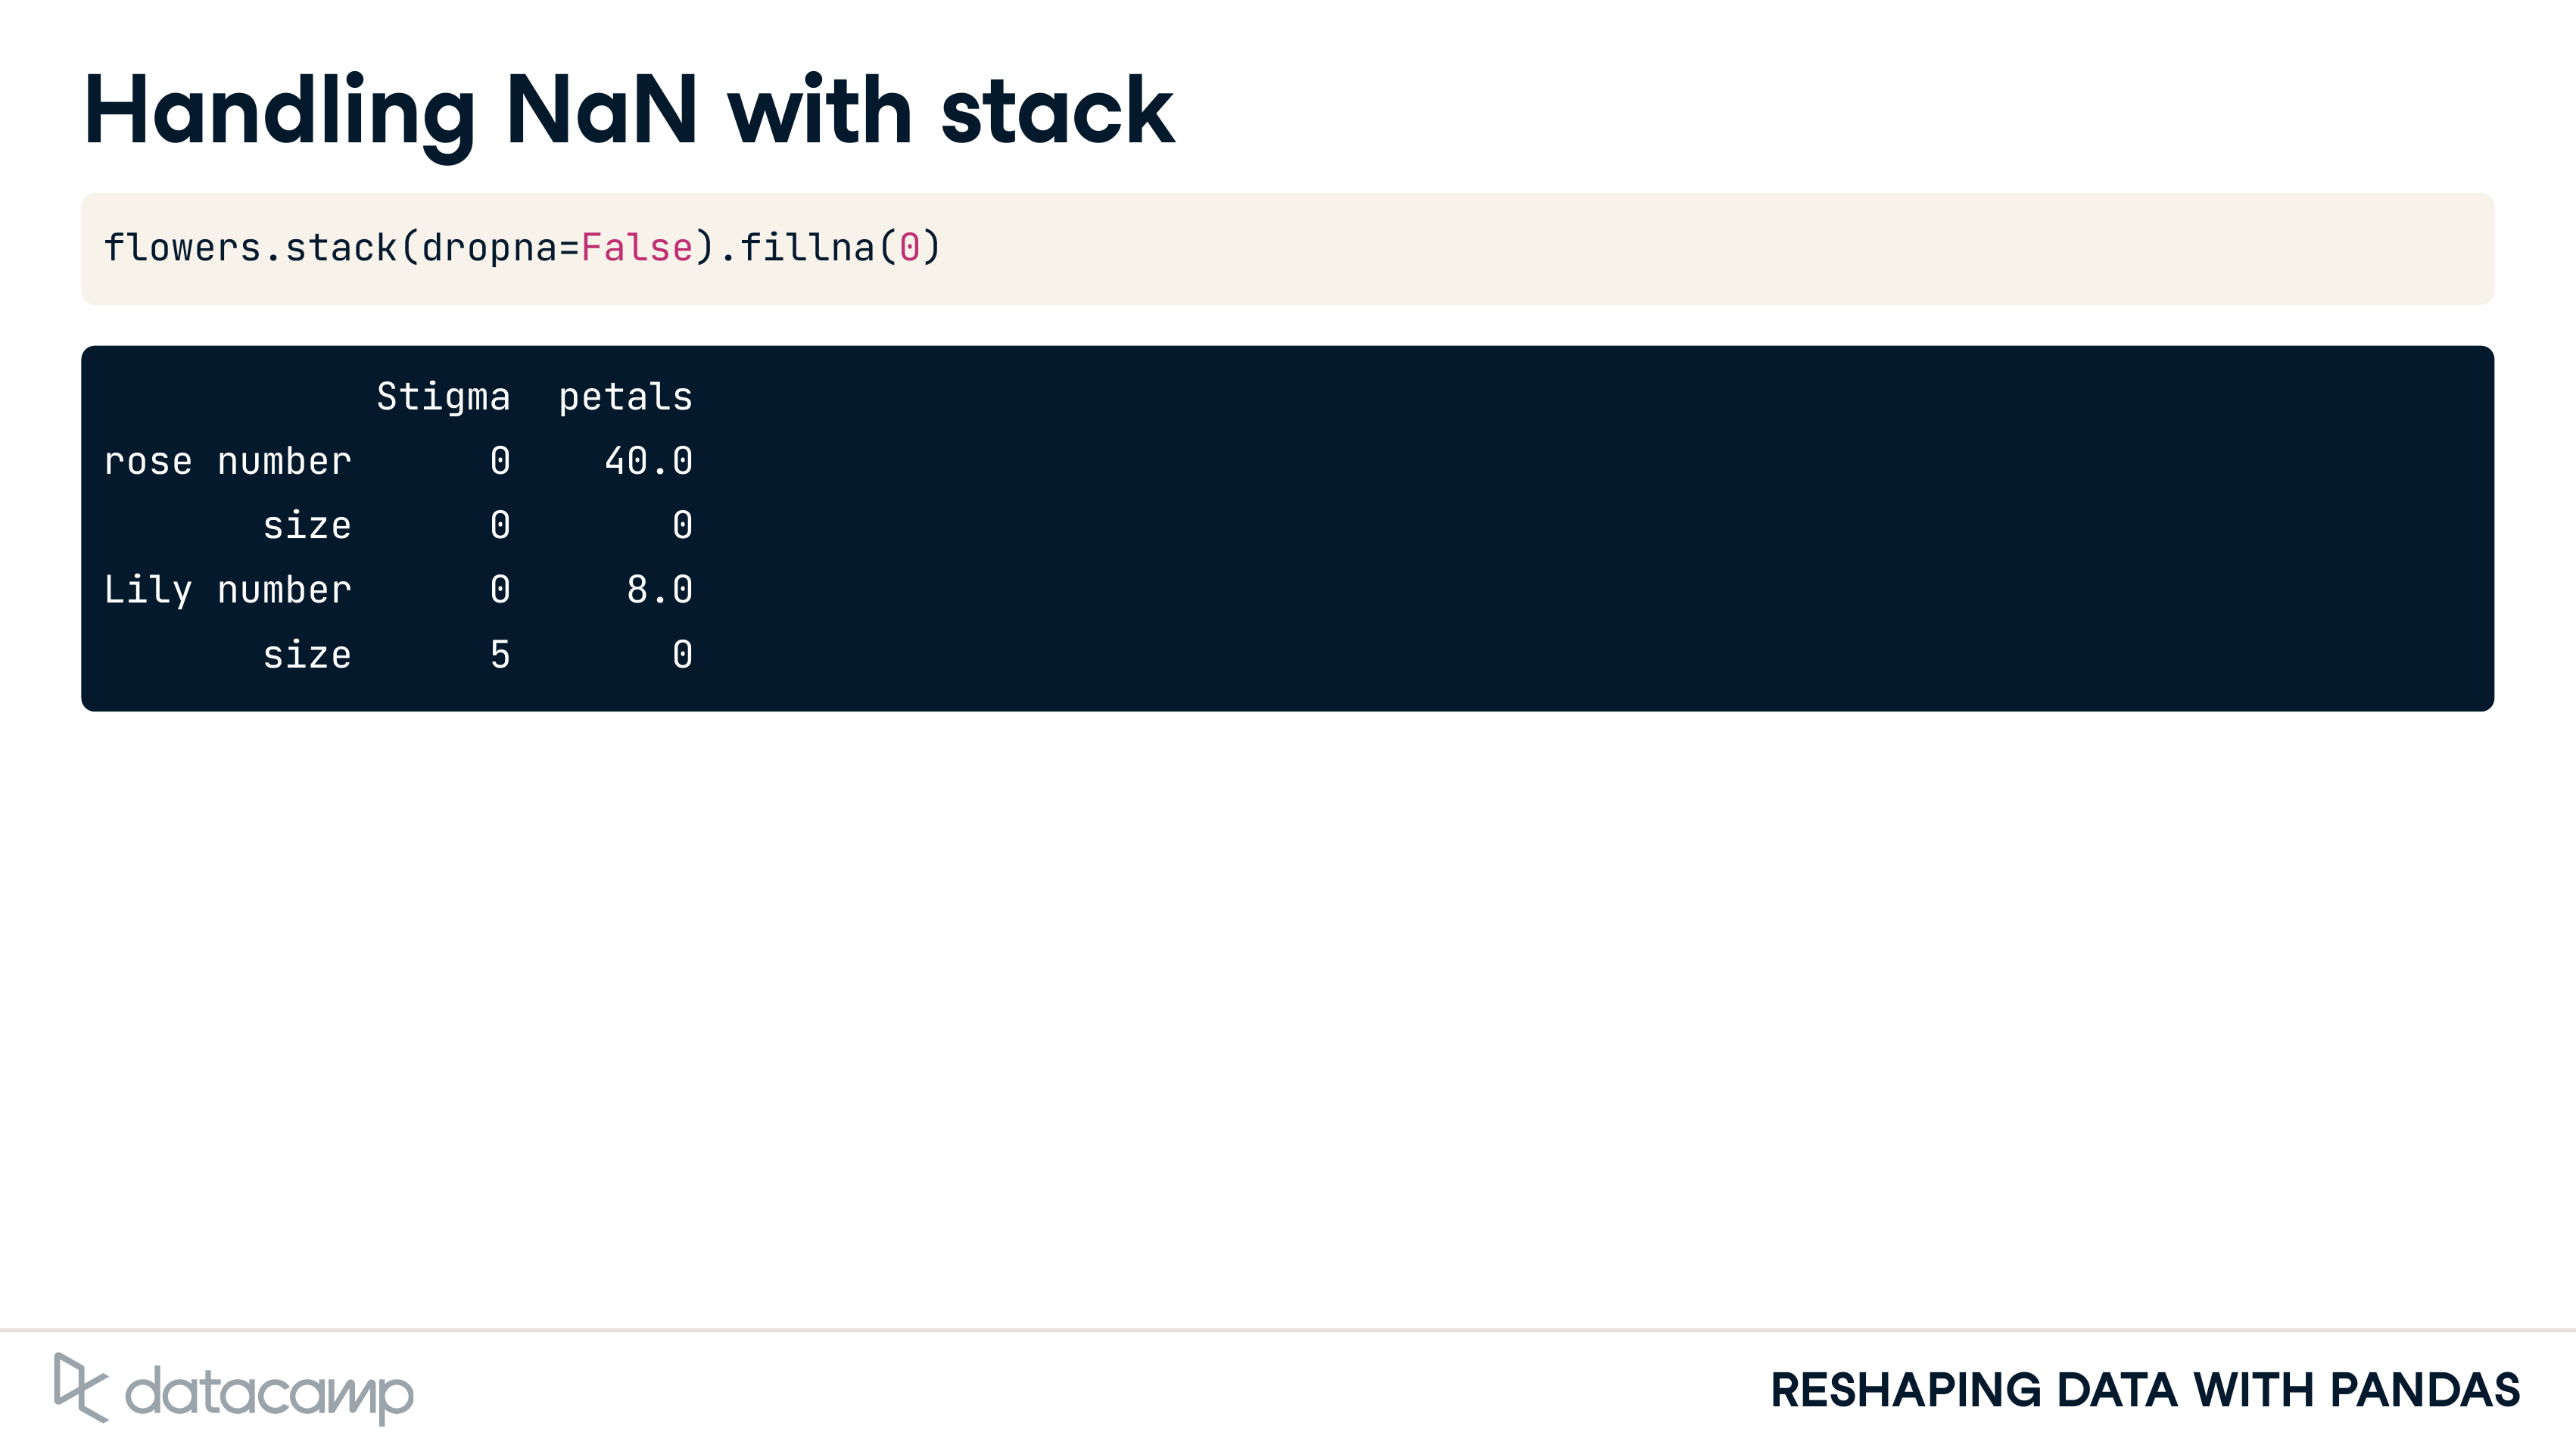 Handling NaN with stack
flowers.stack(dropna=False).fillna(0)
Stigma petals
rose number 0 40.0
size 0 0
Lily number 0 8.0
size 5 0
datacamp
RESHAPING DATA WITH PANDAS